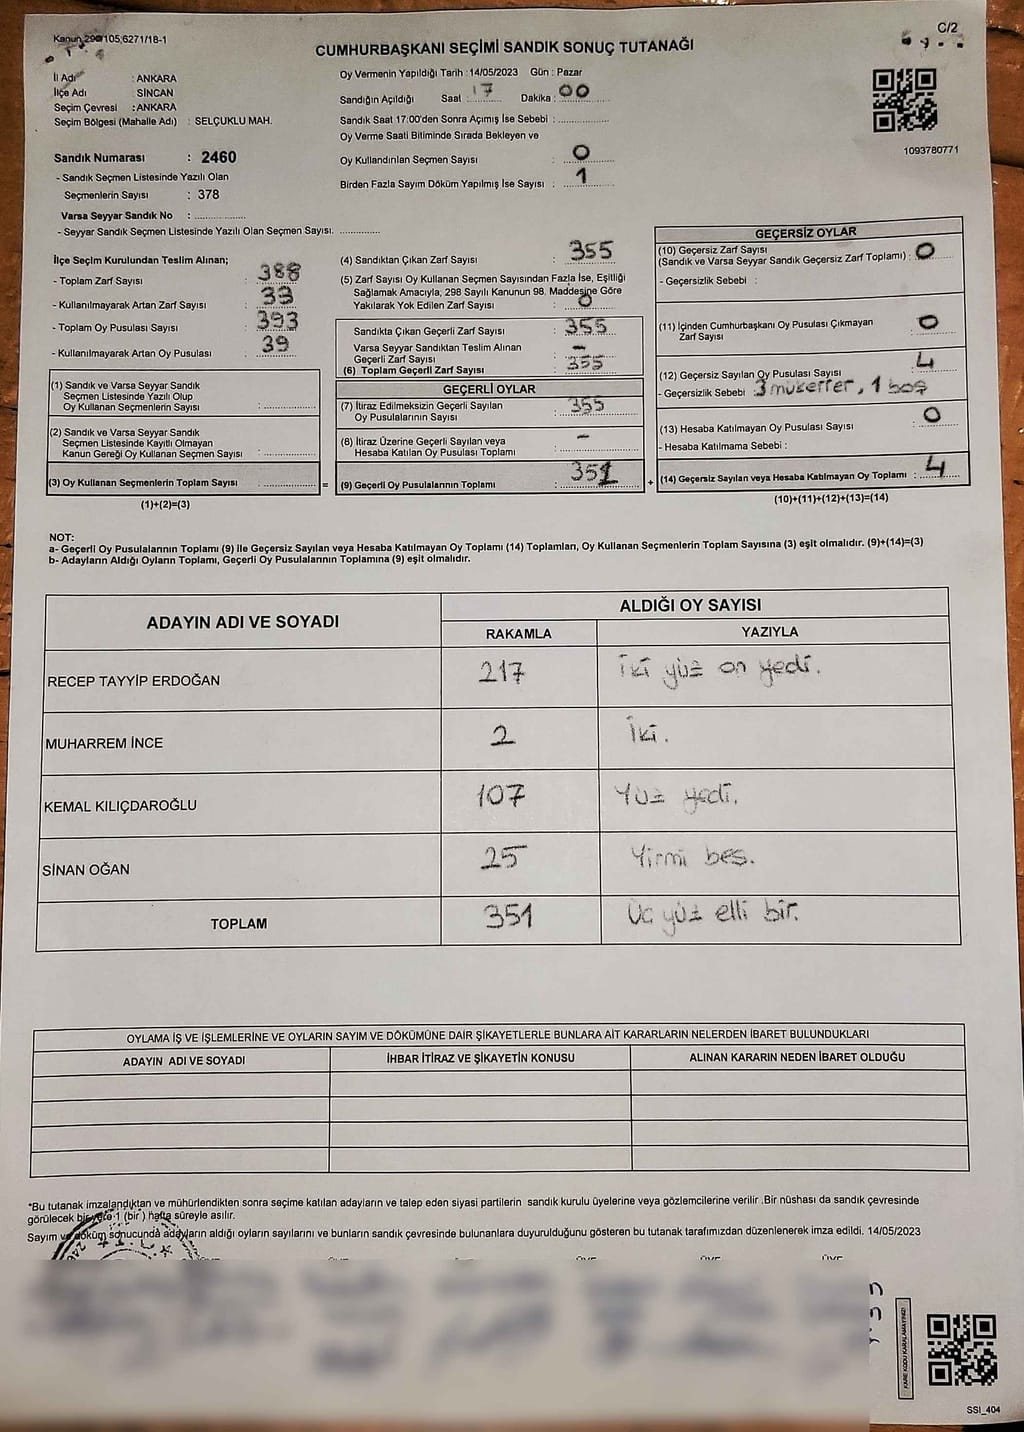 Kanun 298/105,6271/18-1
C/2
CUMHURBAŞKANI SEÇİMİ SANDIK SONUÇ TUTANAĞI
İl Adı : ANKARA
İlçe Adı SİNCAN
Seçim Çevresi : ANKARA
Seçim Bölgesi (Mahalle Adı) : SELÇUKLU MAH.
Oy Vermenin Yapıldığı Tarih :14/05/2023 Gün : Pazar
Sandığın Açıldığı Saat : 17 Dakika : 00
Sandık Saat 17:00'den Sonra Açımış İse Sebebi :
Oy Verme Saati Bitiminde Sırada Bekleyen ve
Oy Kullandırılan Seçmen Sayısı : 0
Birden Fazla Sayım Döküm Yapılmış İse Sayısı : 1
1093780771
Sandık Numarası : 2460
- Sandık Seçmen Listesinde Yazılı Olan
Seçmenlerin Sayısı : 378
Varsa Seyyar Sandık No :
- Seyyar Sandık Seçmen Listesinde Yazılı Olan Seçmen Sayısı.
İlçe Seçim Kurulundan Teslim Alınan;
- Toplam Zarf Sayısı : 388
- Kullanılmayarak Artan Zarf Sayısı : 33
- Toplam Oy Pusulası Sayısı : 393
- Kullanılmayarak Artan Oy Pusulası : 39
(1) Sandık ve Varsa Seyyar Sandık
Seçmen Listesinde Yazılı Olup
Oy Kullanan Seçmenlerin Sayısı :
(2) Sandık ve Varsa Seyyar Sandık
Seçmen Listesinde Kayıtlı Olmayan
Kanun Gereği Oy Kullanan Seçmen Sayısı :
(3) Oy Kullanan Seçmenlerin Toplam Sayısı =
(1)+(2)=(3)
(4) Sandıktan Çıkan Zarf Sayısı : 355
(5) Zarf Sayısı Oy Kullanan Seçmen Sayısından Fazla İse, Eşitliği
Sağlamak Amacıyla, 298 Sayılı Kanunun 98. Maddesine Göre
Yakılarak Yok Edilen Zarf Sayısı : 0
Sandıkta Çıkan Geçerli Zarf Sayısı : 355
Varsa Seyyar Sandıktan Teslim Alınan
Geçerli Zarf Sayısı : -
(6) Toplam Geçerli Zarf Sayısı : 355
GEÇERLİ OYLAR
(7) İtiraz Edilmeksizin Geçerli Sayılan
Oy Pusulalarının Sayısı : 355
(8) İtiraz Üzerine Geçerli Sayılan veya
Hesaba Katılan Oy Pusulası Toplamı : -
(9) Geçerli Oy Pusulalarının Toplamı : 351 +
GEÇERSİZ OYLAR
(10) Geçersiz Zarf Sayısı
(Sandık ve Varsa Seyyar Sandık Geçersiz Zarf Toplamı) : 0
- Geçersizlik Sebebi :
(11) İçinden Cumhurbaşkanı Oy Pusulası Çıkmayan
Zarf Sayısı : 0
(12) Geçersiz Sayılan Oy Pusulası Sayısı : 4
- Geçersizlik Sebebi : 3 mükerrer, 1 boş
(13) Hesaba Katılmayan Oy Pusulası Sayısı : 0
- Hesaba Katılmama Sebebi :
(14) Geçersiz Sayılan veya Hesaba Katılmayan Oy Toplamı : 4
(10)+(11)+(12)+(13)=(14)
NOT:
a- Geçerli Oy Pusulalarının Toplamı (9) İle Geçersiz Sayılan veya Hesaba Katılmayan Oy Toplamı (14) Toplamları, Oy Kullanan Seçmenlerin Toplam Sayısına (3) eşit olmalıdır. (9)+(14)=(3)
b- Adayların Aldığı Oyların Toplamı, Geçerli Oy Pusulalarının Toplamına (9) eşit olmalıdır.
ADAYIN ADI VE SOYADI
ALDIĞI OY SAYISI
RAKAMLA YAZIYLA
RECEP TAYYİP ERDOĞAN 217 İki yüz on yedi.
MUHARREM İNCE 2 İki.
KEMAL KILIÇDAROĞLU 107 Yüz yedi.
SİNAN OĞAN 25 Yirmi beş.
TOPLAM 351 Üç yüz elli bir.
OYLAMA İŞ VE İŞLEMLERİNE VE OYLARIN SAYIM VE DÖKÜMÜNE DAİR ŞİKAYETLERLE BUNLARA AİT KARARLARIN NELERDEN İBARET BULUNDUKLARI
ADAYIN ADI VE SOYADI İHBAR İTİRAZ VE ŞİKAYETİN KONUSU ALINAN KARARIN NEDEN İBARET OLDUĞU
*Bu tutanak imzalandıktan ve mühürlendikten sonra seçime katılan adayların ve talep eden siyasi partilerin sandık kurulu üyelerine veya gözlemcilerine verilir .Bir nüshası da sandık çevresinde
görülecek bir yere 1 (bir ) hafta süreyle asılır.
Sayım ve döküm sonucunda adayların aldığı oyların sayılarını ve bunların sandık çevresinde bulunanlara duyurulduğunu gösteren bu tutanak tarafımızdan düzenlenerek imza edildi. 14/05/2023
KARE KODU KARALAMAYINIZ!
SSI_404